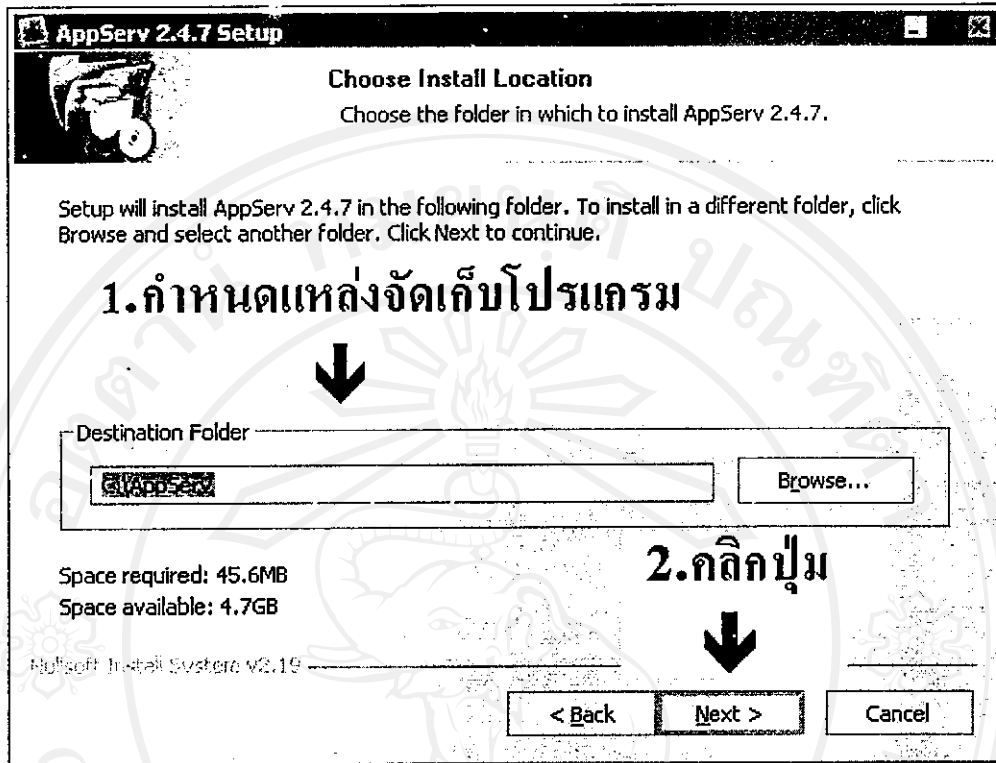 AppServ 2.4.7 Setup
Choose Install Location
Choose the folder in which to install AppServ 2.4.7.
Setup will install AppServ 2.4.7 in the following folder. To install in a different folder, click
Browse and select another folder. Click Next to continue.
1.กำหนดแหล่งจัดเก็บโปรแกรม
Destination Folder
C:\AppServ
Browse...
2.คลิกปุ่ม
Space required: 45.6MB
Space available: 4.7GB
Nullsoft Install System v2.19
< Back
Next >
Cancel